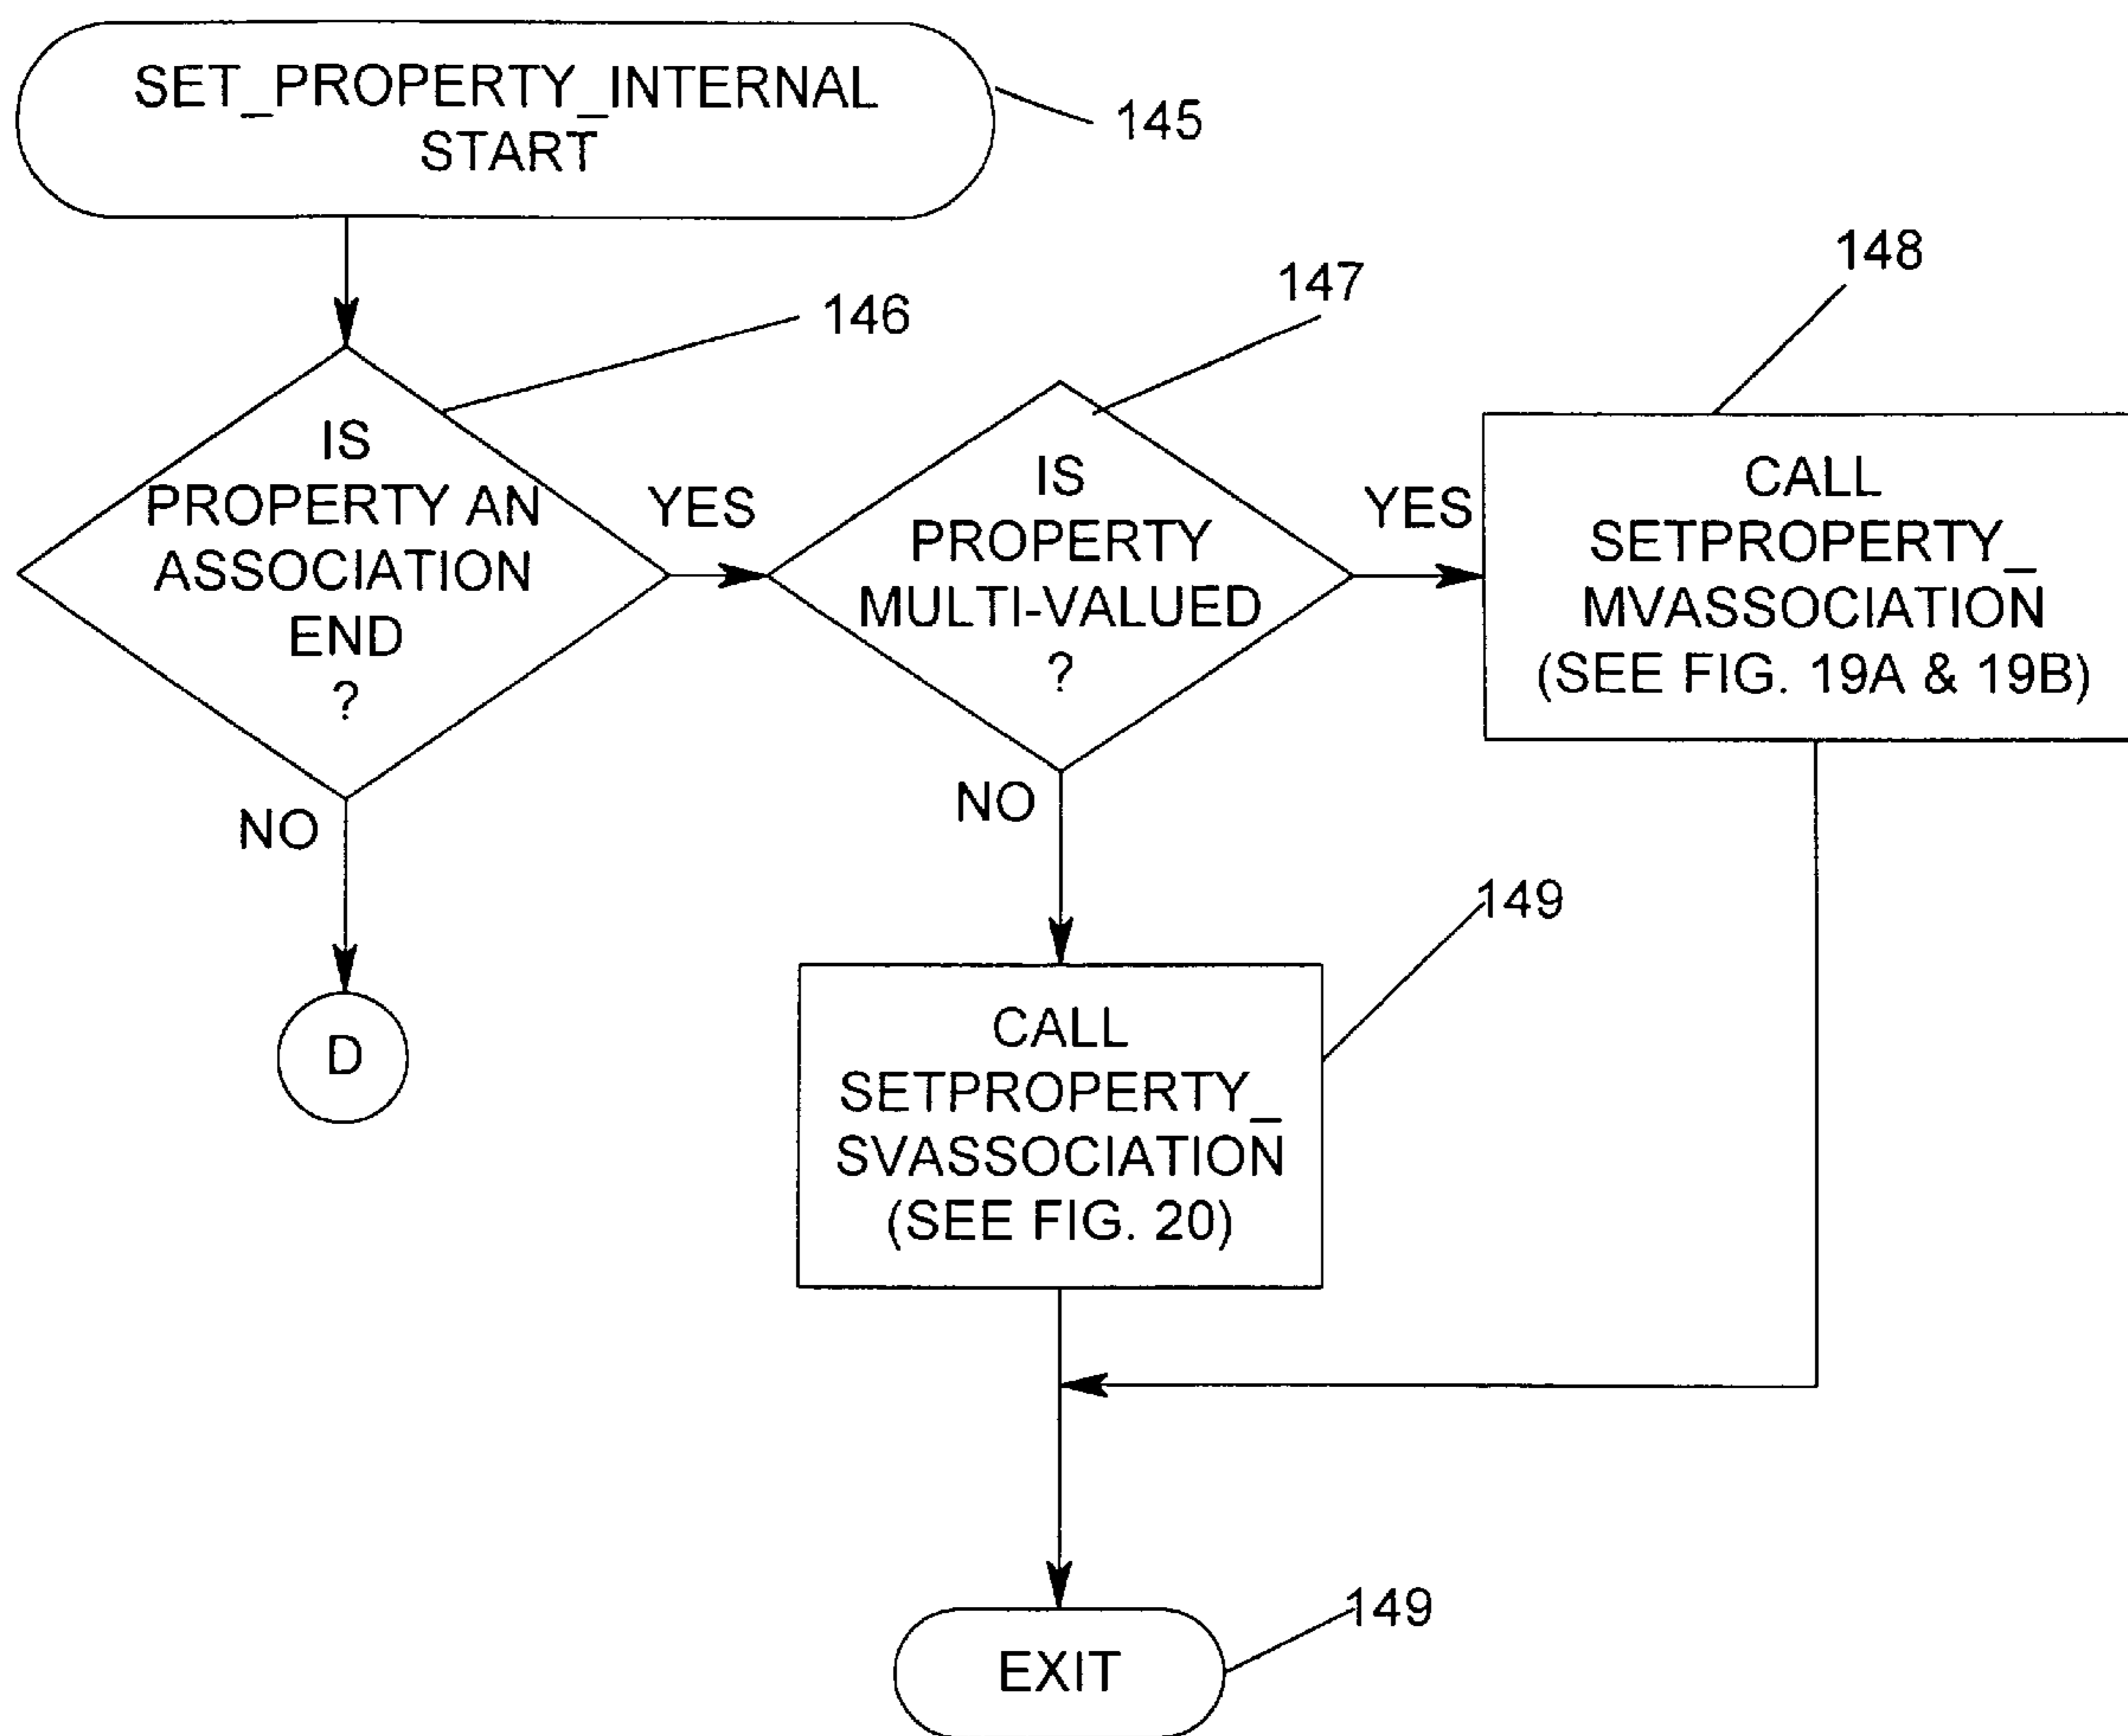 SET_PROPERTY_INTERNAL
START
145
146
147
148
IS
PROPERTY AN
ASSOCIATION
END
?
YES
IS
PROPERTY
MULTI-VALUED
?
YES
CALL
SETPROPERTY_
MVASSOCIATION
(SEE FIG. 19A & 19B)
NO
NO
149
D
CALL
SETPROPERTY_
SVASSOCIATION
(SEE FIG. 20)
149
EXIT